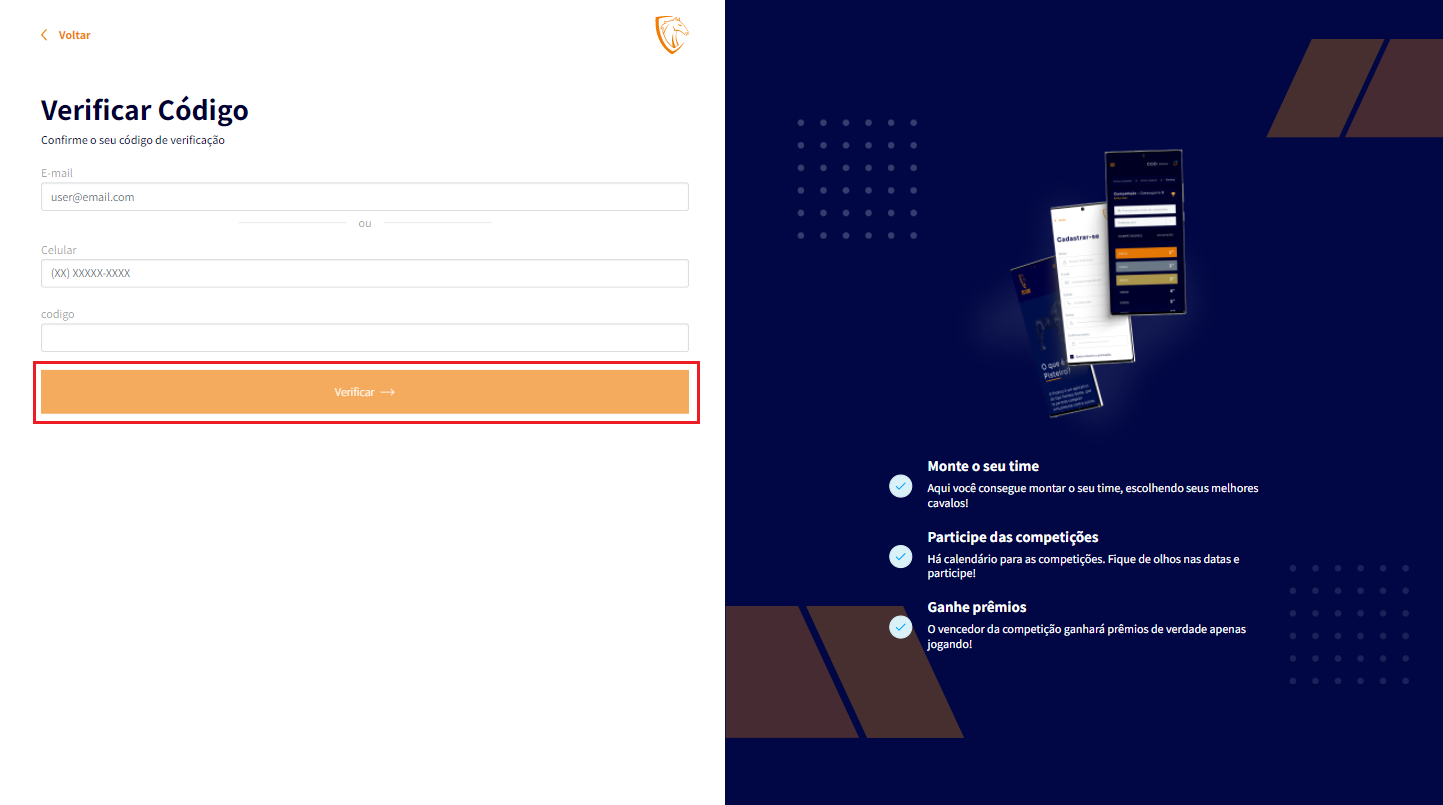 Voltar
Verificar Código
Confirme o seu código de verificação
E-mail
user@email.com
ou
Celular
(XX) XXXXX-XXXX
codigo
Verificar
Cadastrar-se
O que é
Pisteiro?
Monte o seu time
Aqui você consegue montar o seu time, escolhendo seus melhores
cavalos!
Participe das competições
Há calendário para as competições. Fique de olhos nas datas e
participe!
Ganhe prêmios
O vencedor da competição ganhará prêmios de verdade apenas
jogando!